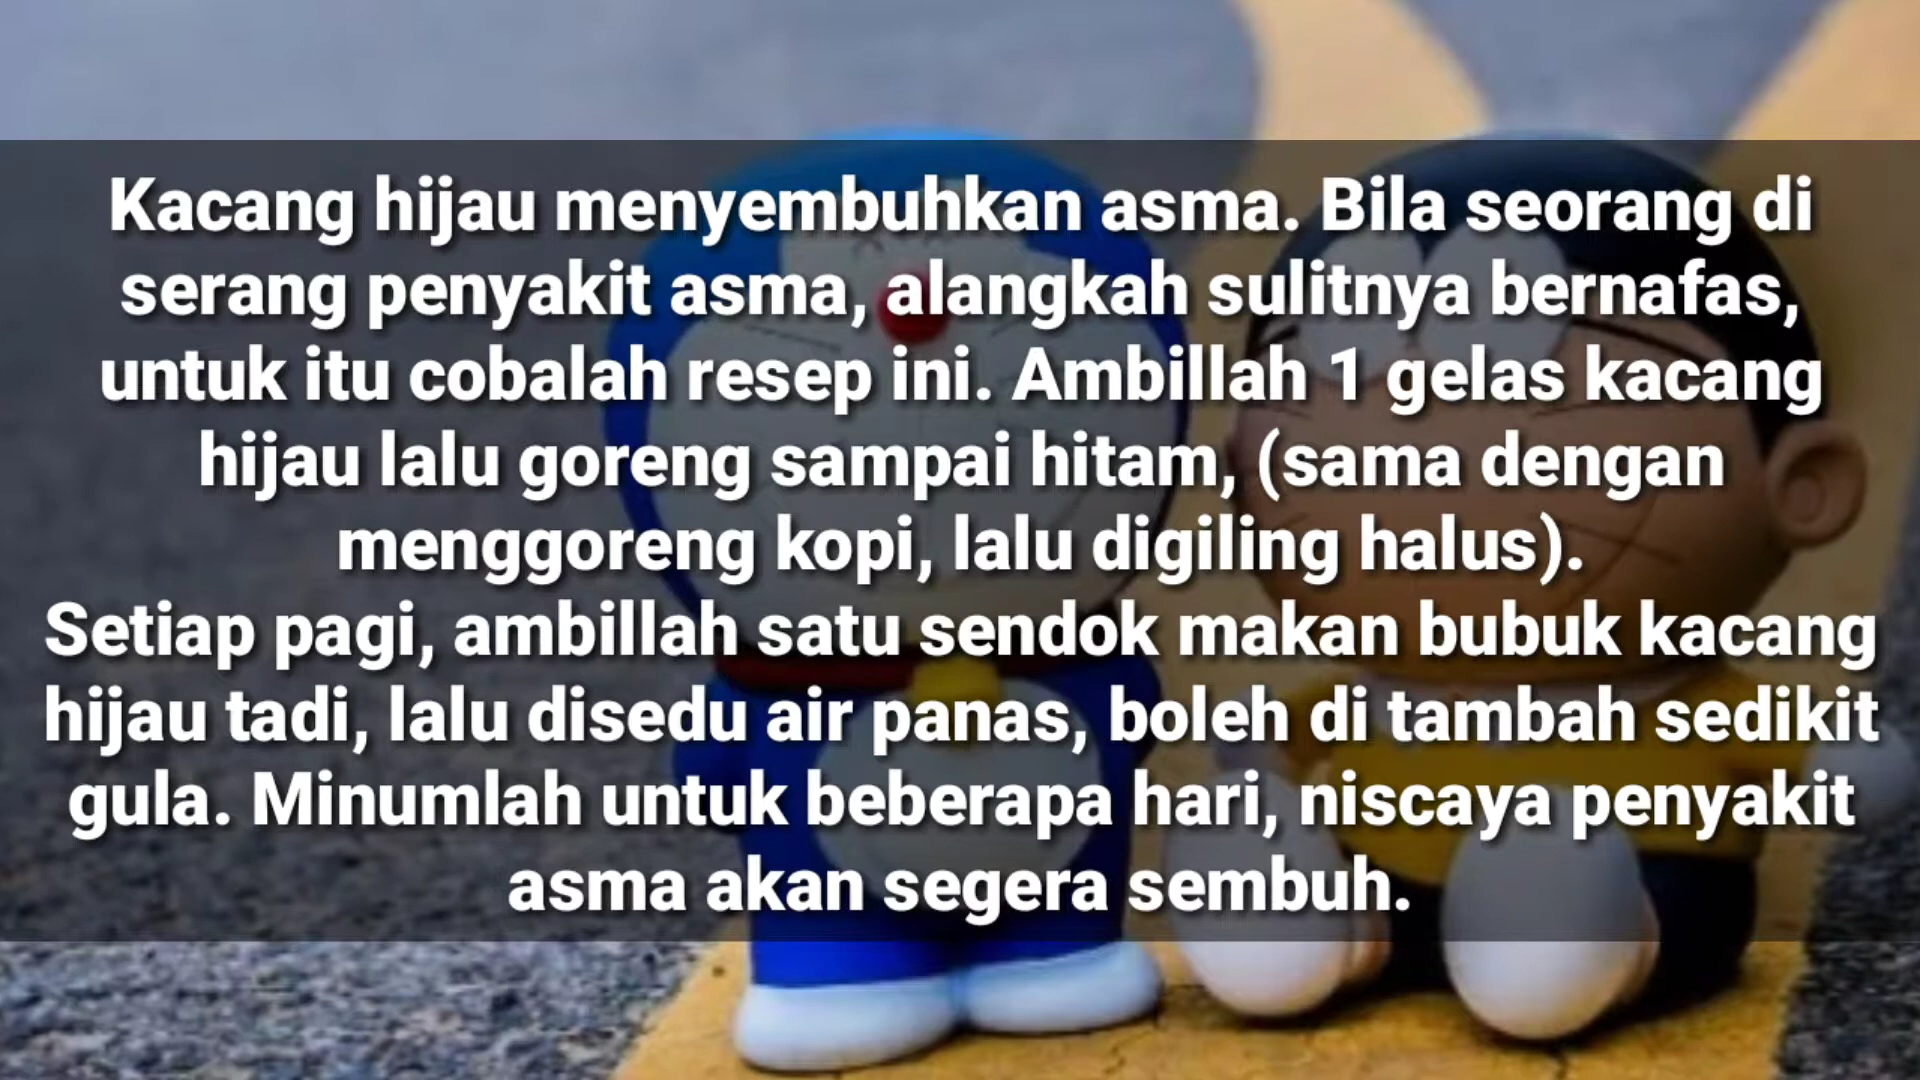 Kacang hijau menyembuhkan asma. Bila seorang di
serang penyakit asma, alangkah sulitnya bernafas,
untuk itu cobalah resep ini. Ambillah 1 gelas kacang
hijau lalu goreng sampai hitam, (sama dengan
menggoreng kopi, lalu digiling halus).
Setiap pagi, ambillah satu sendok makan bubuk kacang
hijau tadi, lalu disedu air panas, boleh di tambah sedikit
gula. Minumlah untuk beberapa hari, niscaya penyakit
asma akan segera sembuh.